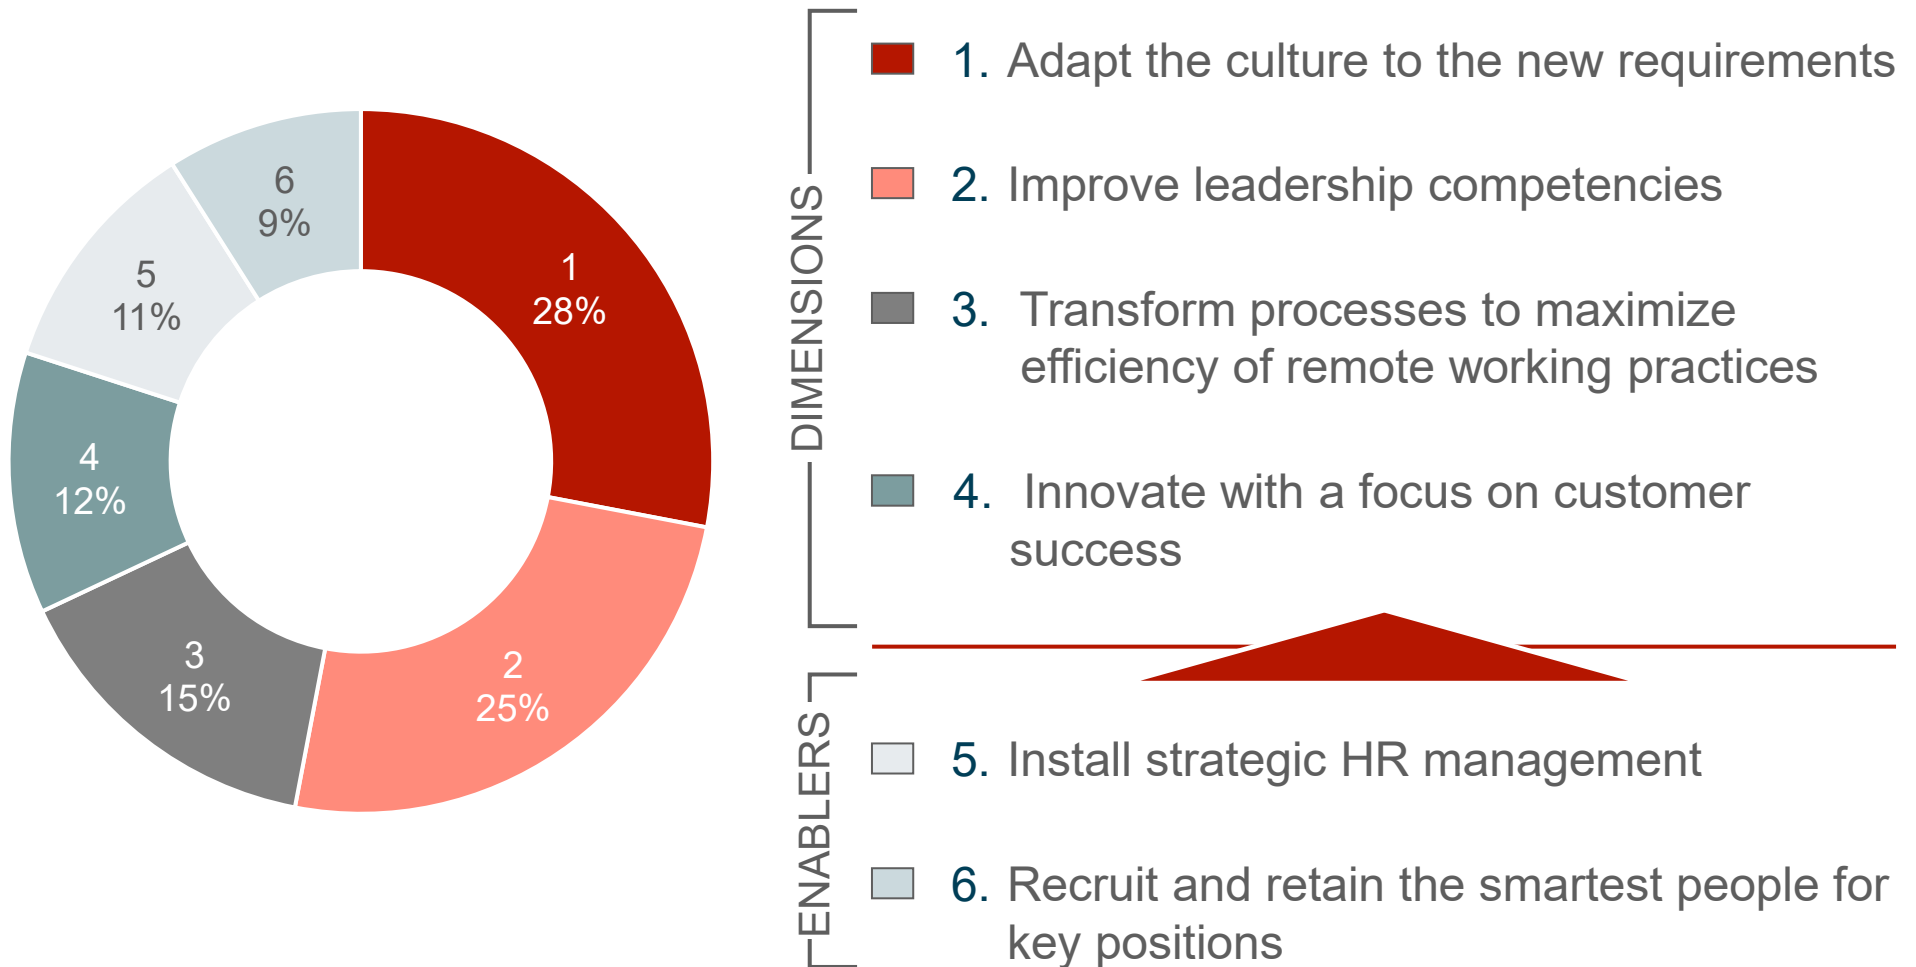 6
9%
1
28%
5
11%
4
12%
3
15%
2
25%
DIMENSIONS
1. Adapt the culture to the new requirements
2. Improve leadership competencies
3. Transform processes to maximize
efficiency of remote working practices
4. Innovate with a focus on customer
success
ENABLERS
5. Install strategic HR management
6. Recruit and retain the smartest people for
key positions